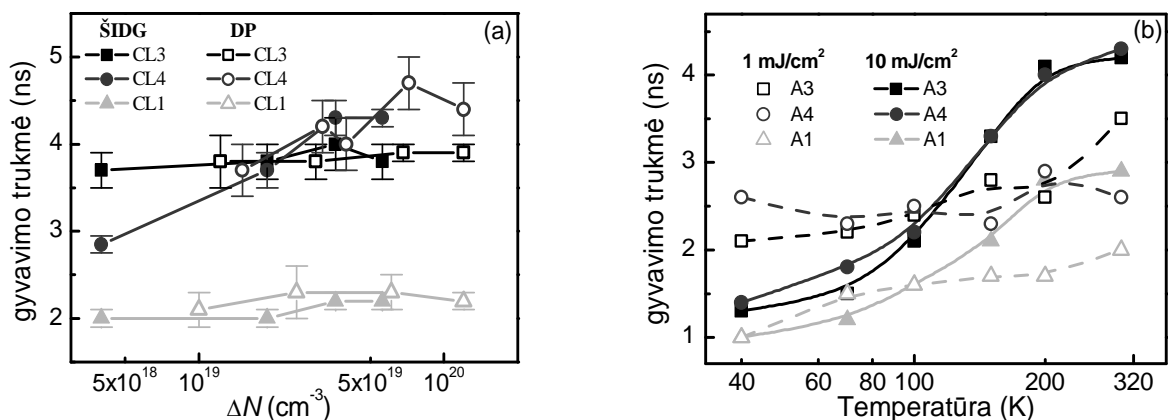 (a)
ŠIDG DP
CL3 CL3
CL4 CL4
CL1 CL1
gyvavimo trukmė (ns)
5
4
3
2
5x10¹⁸ 10¹⁹ 5x10¹⁹ 10²⁰
ΔN (cm⁻³)
(b)
1 mJ/cm² 10 mJ/cm²
A3 A3
A4 A4
A1 A1
gyvavimo trukmė (ns)
4
3
2
1
40 80 100 200 320
Temperatūra (K)